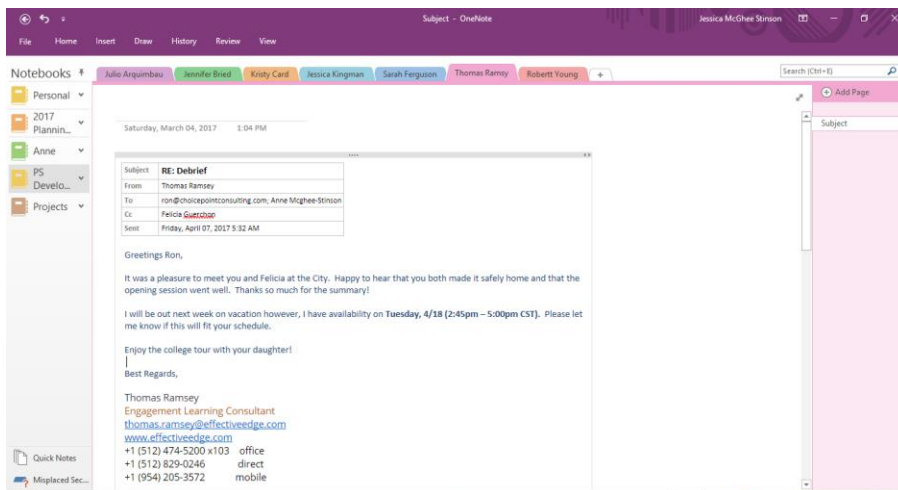 Subject - OneNote
Jessica McGhee Stinson
File Home Insert Draw History Review View
Notebooks
Julio Arquimbau Jennifer Bried Kristy Card Jessica Kingman Sarah Ferguson Thomas Ramsy Robertt Young +
Search (Ctrl+E)
Personal
2017
Plannin...
Anne
PS
Develo...
Projects
Add Page
Subject
Saturday, March 04, 2017 1:04 PM
Subject RE: Debrief
From Thomas Ramsey
To ron@choicepointconsulting.com; Anne Mcghee-Stinson
Cc Felicia Guerchon
Sent Friday, April 07, 2017 5:32 AM
Greetings Ron,
It was a pleasure to meet you and Felicia at the City. Happy to hear that you both made it safely home and that the
opening session went well. Thanks so much for the summary!
I will be out next week on vacation however, I have availability on Tuesday, 4/18 (2:45pm – 5:00pm CST). Please let
me know if this will fit your schedule.
Enjoy the college tour with your daughter!
Best Regards,
Thomas Ramsey
Engagement Learning Consultant
thomas.ramsey@effectiveedge.com
www.effectiveedge.com
+1 (512) 474-5200 x103 office
+1 (512) 829-0246 direct
+1 (954) 205-3572 mobile
Quick Notes
Misplaced Sec...